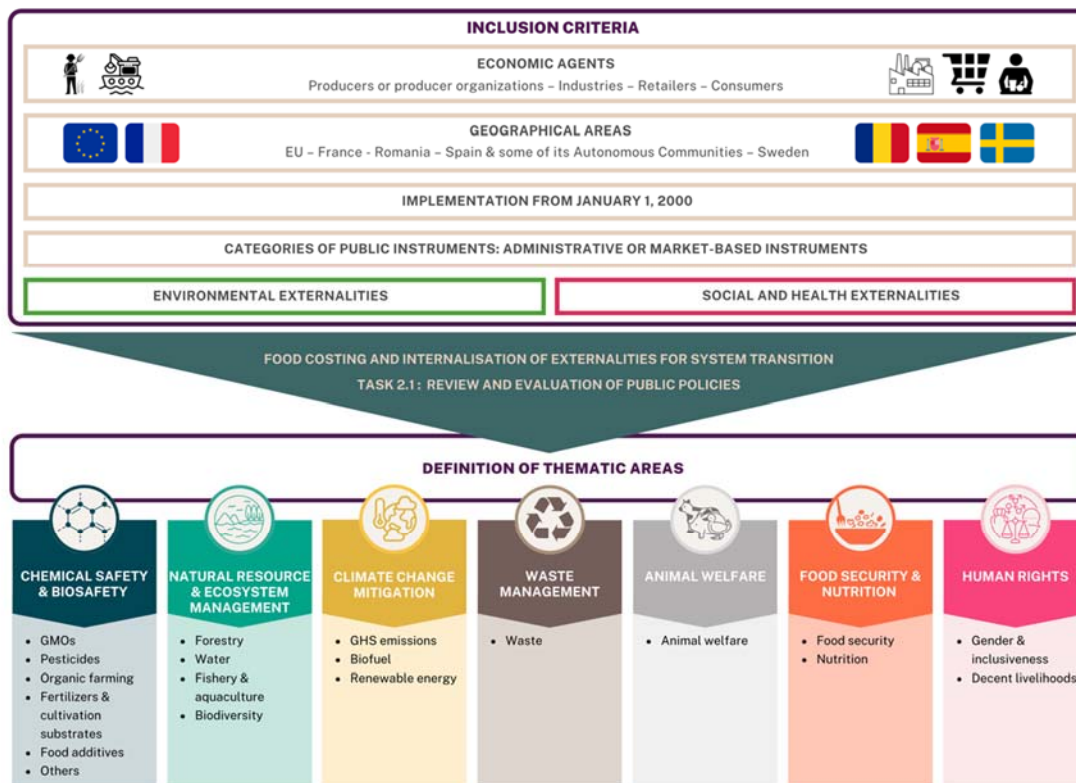 INCLUSION CRITERIA
ECONOMIC AGENTS
Producers or producer organizations – Industries – Retailers – Consumers
GEOGRAPHICAL AREAS
EU – France - Romania – Spain & some of its Autonomous Communities – Sweden
IMPLEMENTATION FROM JANUARY 1, 2000
CATEGORIES OF PUBLIC INSTRUMENTS: ADMINISTRATIVE OR MARKET-BASED INSTRUMENTS
ENVIRONMENTAL EXTERNALITIES
SOCIAL AND HEALTH EXTERNALITIES
FOOD COSTING AND INTERNALISATION OF EXTERNALITIES FOR SYSTEM TRANSITION
TASK 2.1 : REVIEW AND EVALUATION OF PUBLIC POLICIES
DEFINITION OF THEMATIC AREAS
CHEMICAL SAFETY
& BIOSAFETY
• GMOs
• Pesticides
• Organic farming
• Fertilizers &
cultivation
substrates
• Food additives
• Others
NATURAL RESOURCE
& ECOSYSTEM
MANAGEMENT
• Forestry
• Water
• Fishery &
aquaculture
• Biodiversity
CLIMATE CHANGE
MITIGATION
• GHS emissions
• Biofuel
• Renewable energy
WASTE
MANAGEMENT
• Waste
ANIMAL WELFARE
• Animal welfare
FOOD SECURITY &
NUTRITION
• Food security
• Nutrition
HUMAN RIGHTS
• Gender &
inclusiveness
• Decent livelihoods